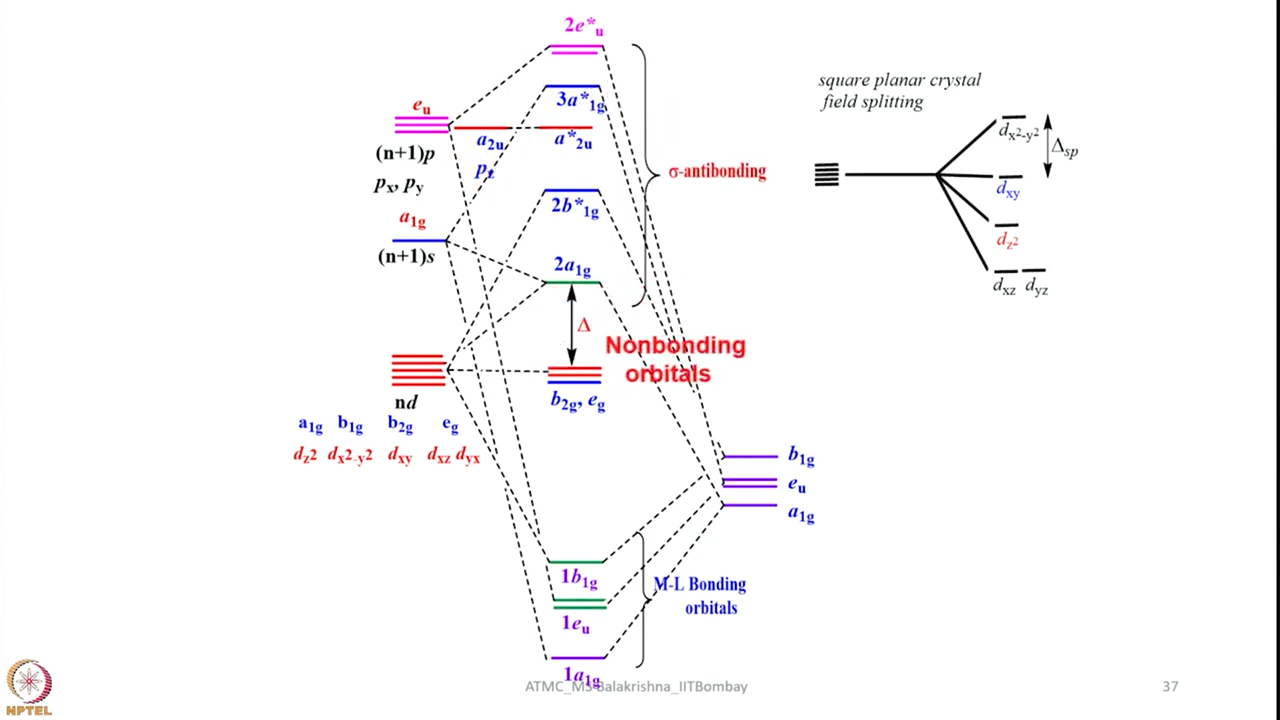 2e*u
3a*1g
eu
a2u
a*2u
(n+1)p
px, py
pz
2b*1g
a1g
(n+1)s
2a1g
Δ
σ-antibonding
Nonbonding
orbitals
nd
b2g, eg
a1g b1g b2g eg
dz2 dx2-y2 dxy dxz dyx
b1g
eu
a1g
1b1g
1eu
1a1g
M-L Bonding
orbitals
square planar crystal
field splitting
dx2-y2
Δsp
dxy
dz2
dxz dyz
NPTEL
ATMC_MS Balakrishna_IITBombay
37